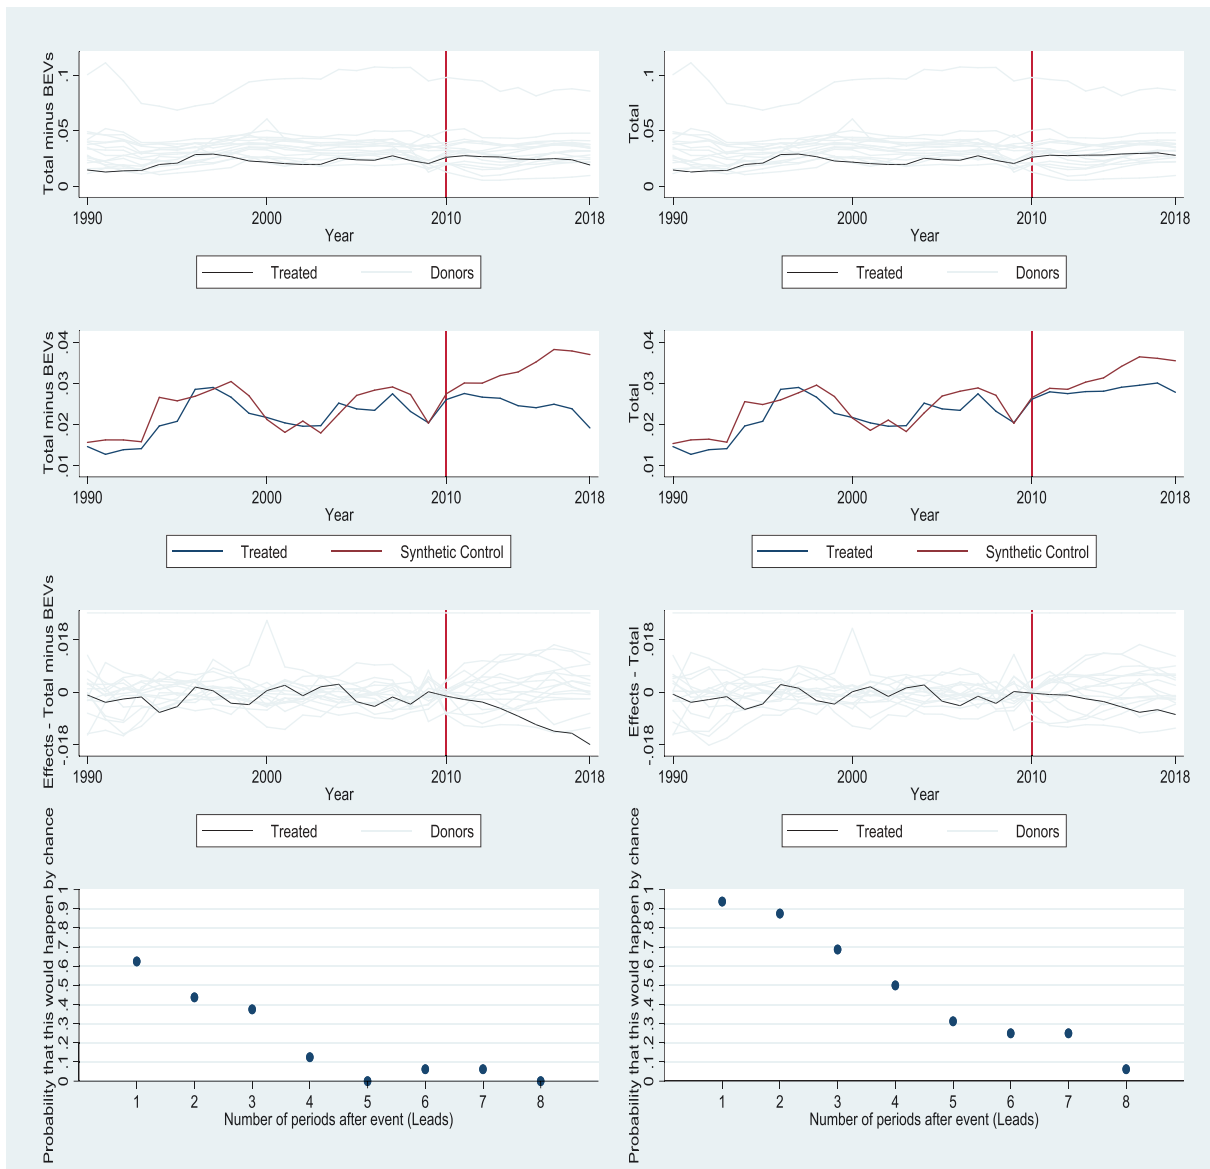 Total minus BEVs
0 .05 .1
1990 2000 2010 2018
Year
Treated Donors
Total
0 .05 .1
1990 2000 2010 2018
Year
Treated Donors
Total minus BEVs
.01 .02 .03 .04
1990 2000 2010 2018
Year
Treated Synthetic Control
Total
.01 .02 .03 .04
1990 2000 2010 2018
Year
Treated Synthetic Control
Effects - Total minus BEVs
-.018 0 .018
1990 2000 2010 2018
Year
Treated Donors
Effects - Total
-.018 0 .018
1990 2000 2010 2018
Year
Treated Donors
Probability that this would happen by chance
0 .1 .2 .3 .4 .5 .6 .7 .8 .9 1
1 2 3 4 5 6 7 8
Number of periods after event (Leads)
Probability that this would happen by chance
0 .1 .2 .3 .4 .5 .6 .7 .8 .9 1
1 2 3 4 5 6 7 8
Number of periods after event (Leads)